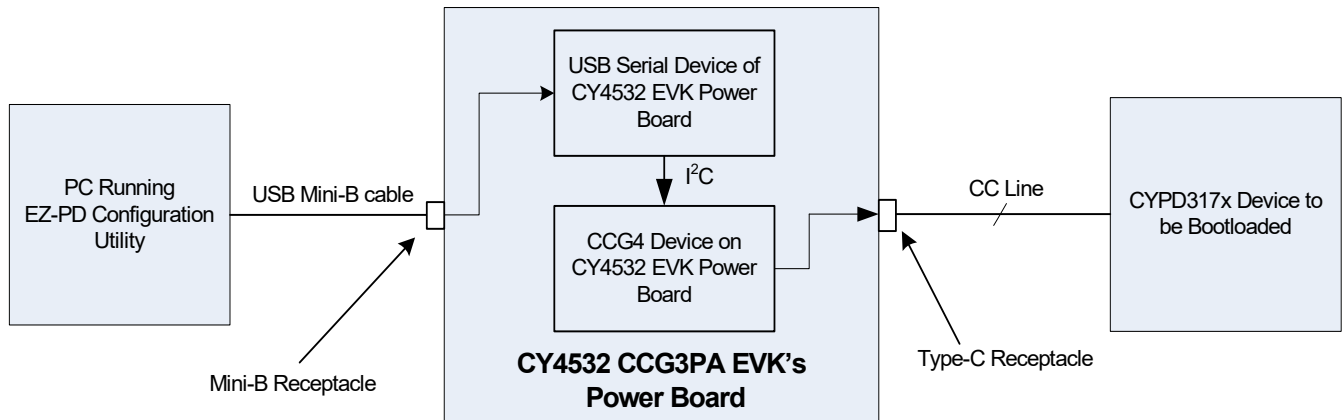 PC Running
EZ-PD Configuration
Utility
USB Mini-B cable
Mini-B Receptacle
USB Serial Device of
CY4532 EVK Power
Board
I²C
CCG4 Device on
CY4532 EVK Power
Board
CY4532 CCG3PA EVK's
Power Board
CC Line
Type-C Receptacle
CYPD317x Device to
be Bootloaded